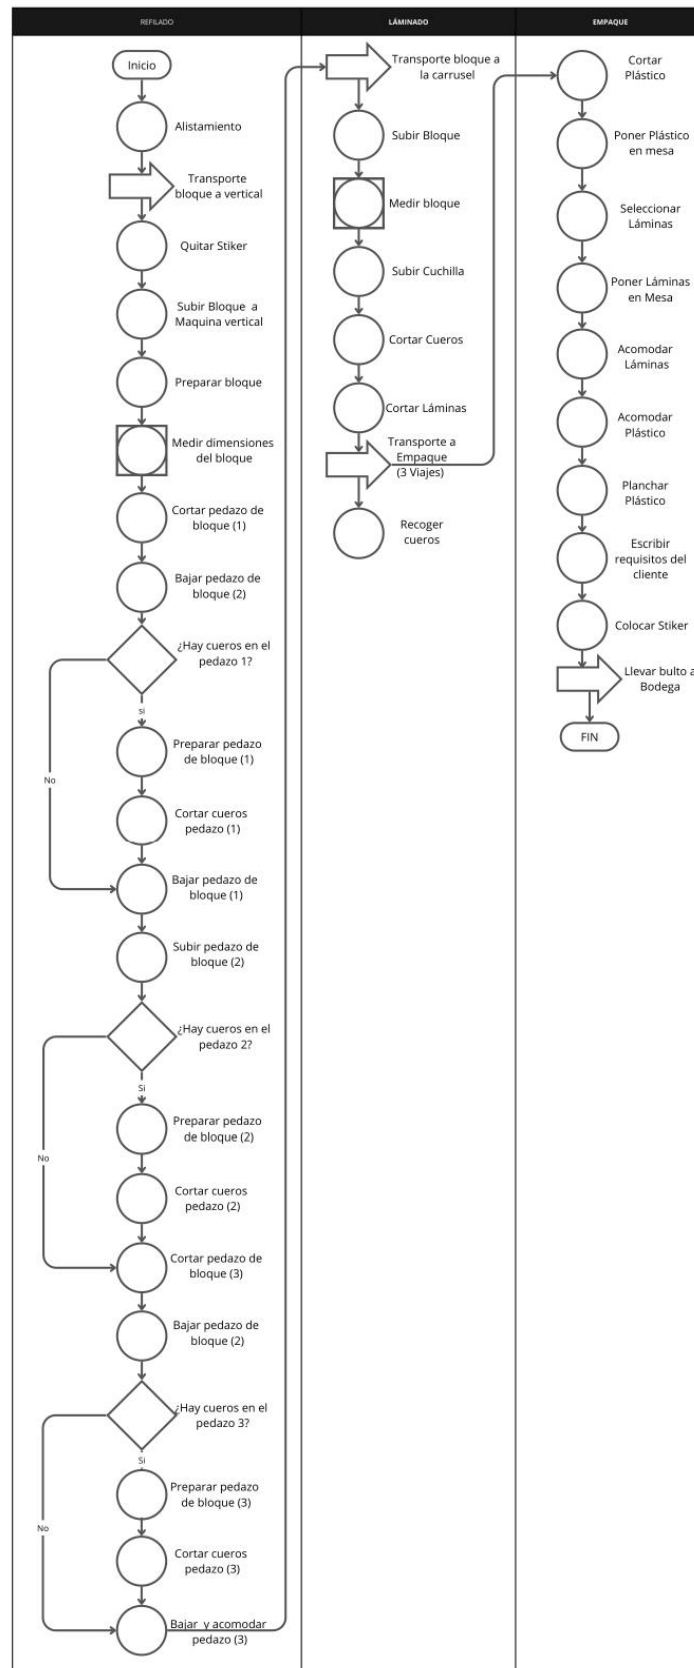 REFILADO
Inicio
Alistamiento
Transporte
bloque a vertical
Quitar Stiker
Subir Bloque a
Maquina vertical
Preparar bloque
Medir dimensiones
del bloque
Cortar pedazo de
bloque (1)
Bajar pedazo de
bloque (2)
¿Hay cueros en el
pedazo 1?
si
No
Preparar pedazo
de bloque (1)
Cortar cueros
pedazo (1)
Bajar pedazo de
bloque (1)
Subir pedazo de
bloque (2)
¿Hay cueros en el
pedazo 2?
Si
No
Preparar pedazo
de bloque (2)
Cortar cueros
pedazo (2)
Cortar pedazo de
bloque (3)
Bajar pedazo de
bloque (2)
¿Hay cueros en el
pedazo 3?
Si
No
Preparar pedazo
de bloque (3)
Cortar cueros
pedazo (3)
Bajar y acomodar
pedazo (3)
LÁMINADO
Transporte bloque a
la carrusel
Subir Bloque
Medir bloque
Subir Cuchilla
Cortar Cueros
Cortar Láminas
Transporte a
Empaque
(3 Viajes)
Recoger
cueros
EMPAQUE
Cortar
Plástico
Poner Plástico
en mesa
Seleccionar
Láminas
Poner Láminas
en Mesa
Acomodar
Láminas
Acomodar
Plástico
Planchar
Plástico
Escribir
requisitos del
cliente
Colocar Stiker
Llevar bulto a
Bodega
FIN